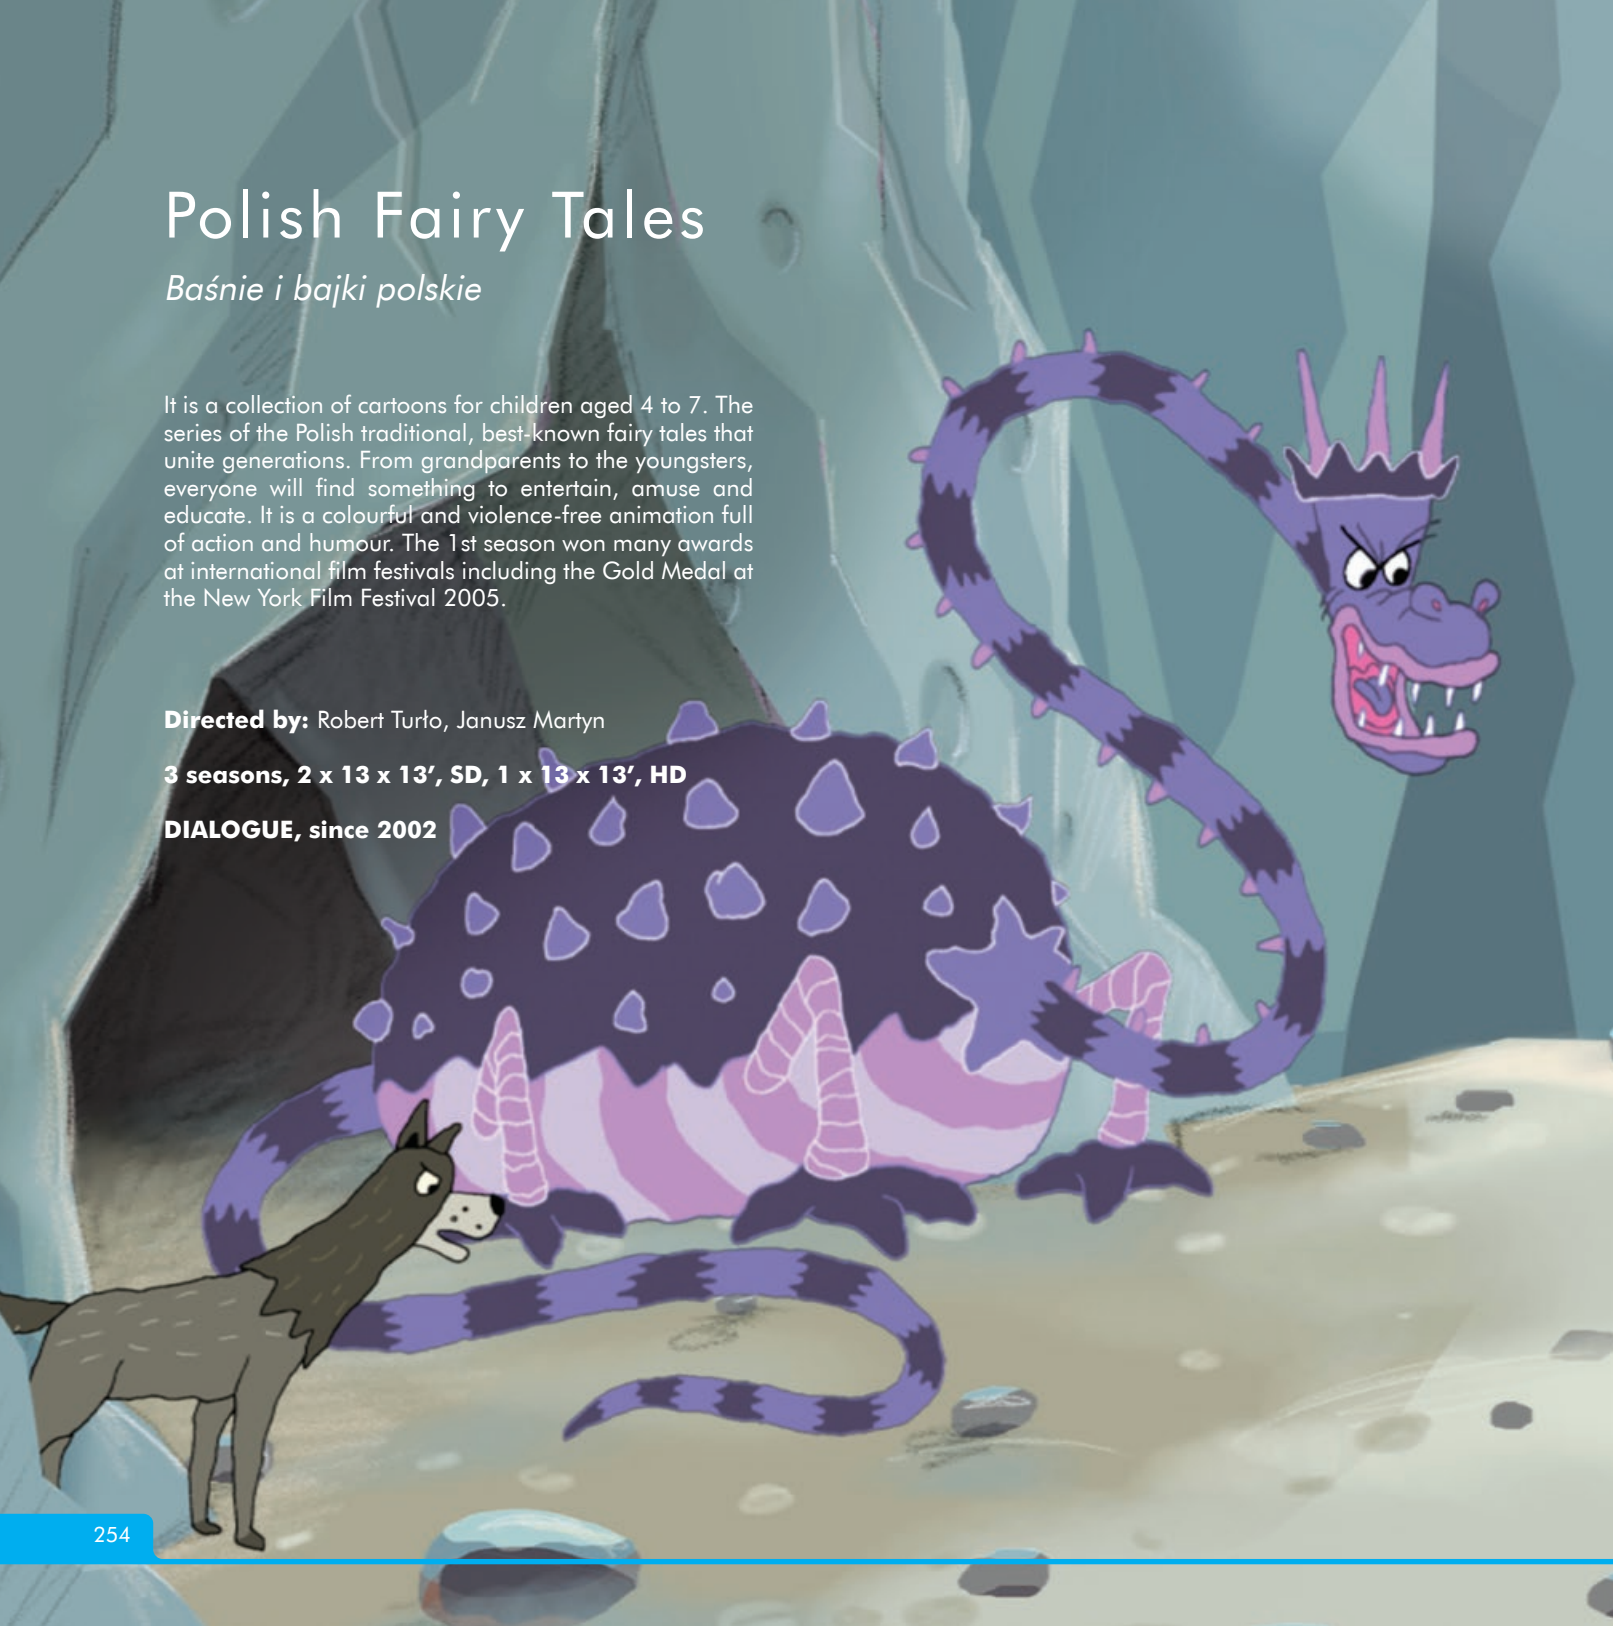 Polish Fairy Tales
Baśnie i bajki polskie
It is a collection of cartoons for children aged 4 to 7. The
series of the Polish traditional, best-known fairy tales that
unite generations. From grandparents to the youngsters,
everyone will find something to entertain, amuse and
educate. It is a colourful and violence-free animation full
of action and humour. The 1st season won many awards
at international film festivals including the Gold Medal at
the New York Film Festival 2005.
Directed by: Robert Turło, Janusz Martyn
3 seasons, 2 x 13 x 13’, SD, 1 x 13 x 13’, HD
DIALOGUE, since 2002
254